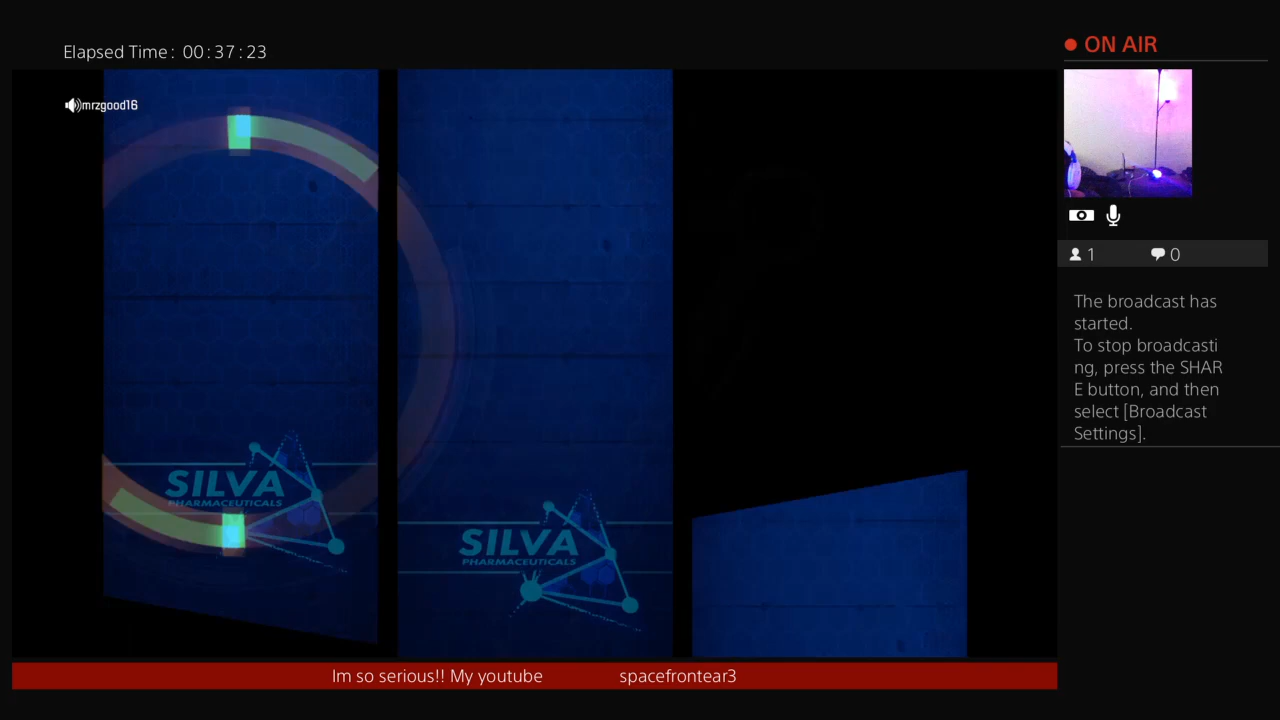 Elapsed Time: 00:37:23
ON AIR
mrzgood16
1 0
The broadcast has
started.
To stop broadcasti
ng, press the SHAR
E button, and then
select [Broadcast
Settings].
SILVA
PHARMACEUTICALS
SILVA
PHARMACEUTICALS
Im so serious!! My youtube spacefrontear3